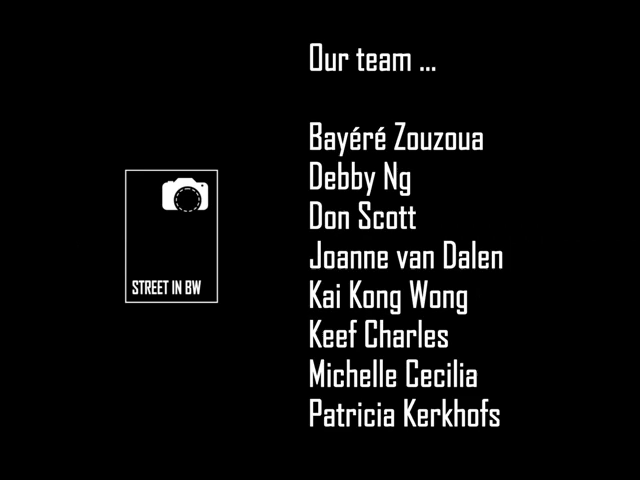 Our team ...
Bayéré Zouzoua
Debby Ng
Don Scott
Joanne van Dalen
Kai Kong Wong
Keef Charles
Michelle Cecilia
Patricia Kerkhofs
STREET IN BW